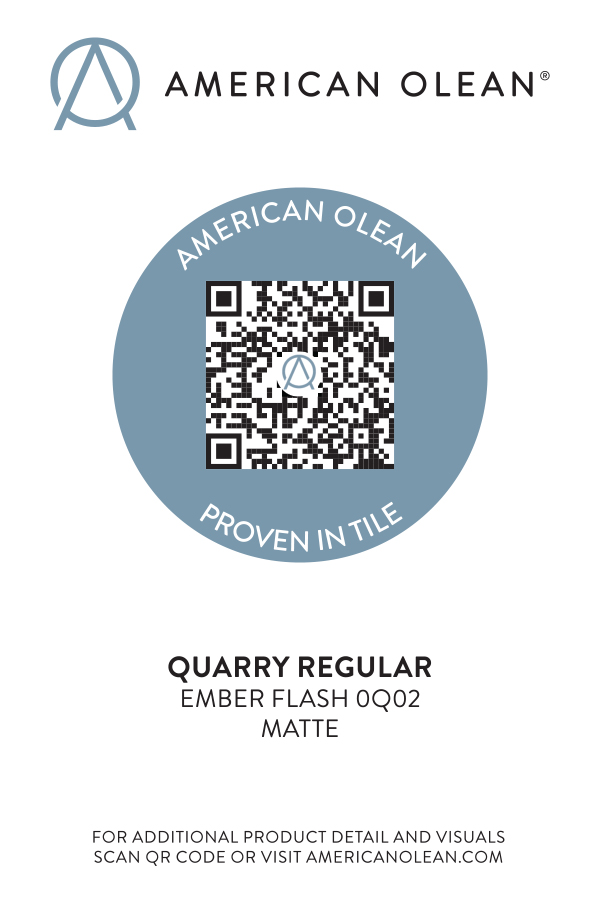 AMERICAN OLEAN®
AMERICAN OLEAN
PROVEN IN TILE
QUARRY REGULAR
EMBER FLASH 0Q02
MATTE
FOR ADDITIONAL PRODUCT DETAIL AND VISUALS
SCAN QR CODE OR VISIT AMERICANOLEAN.COM